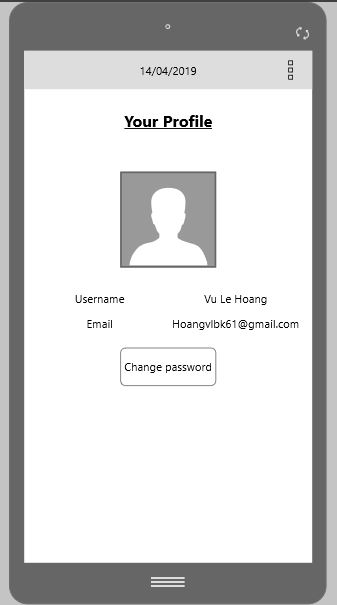 14/04/2019
Your Profile
Username Vu Le Hoang
Email Hoangvlbk61@gmail.com
Change password